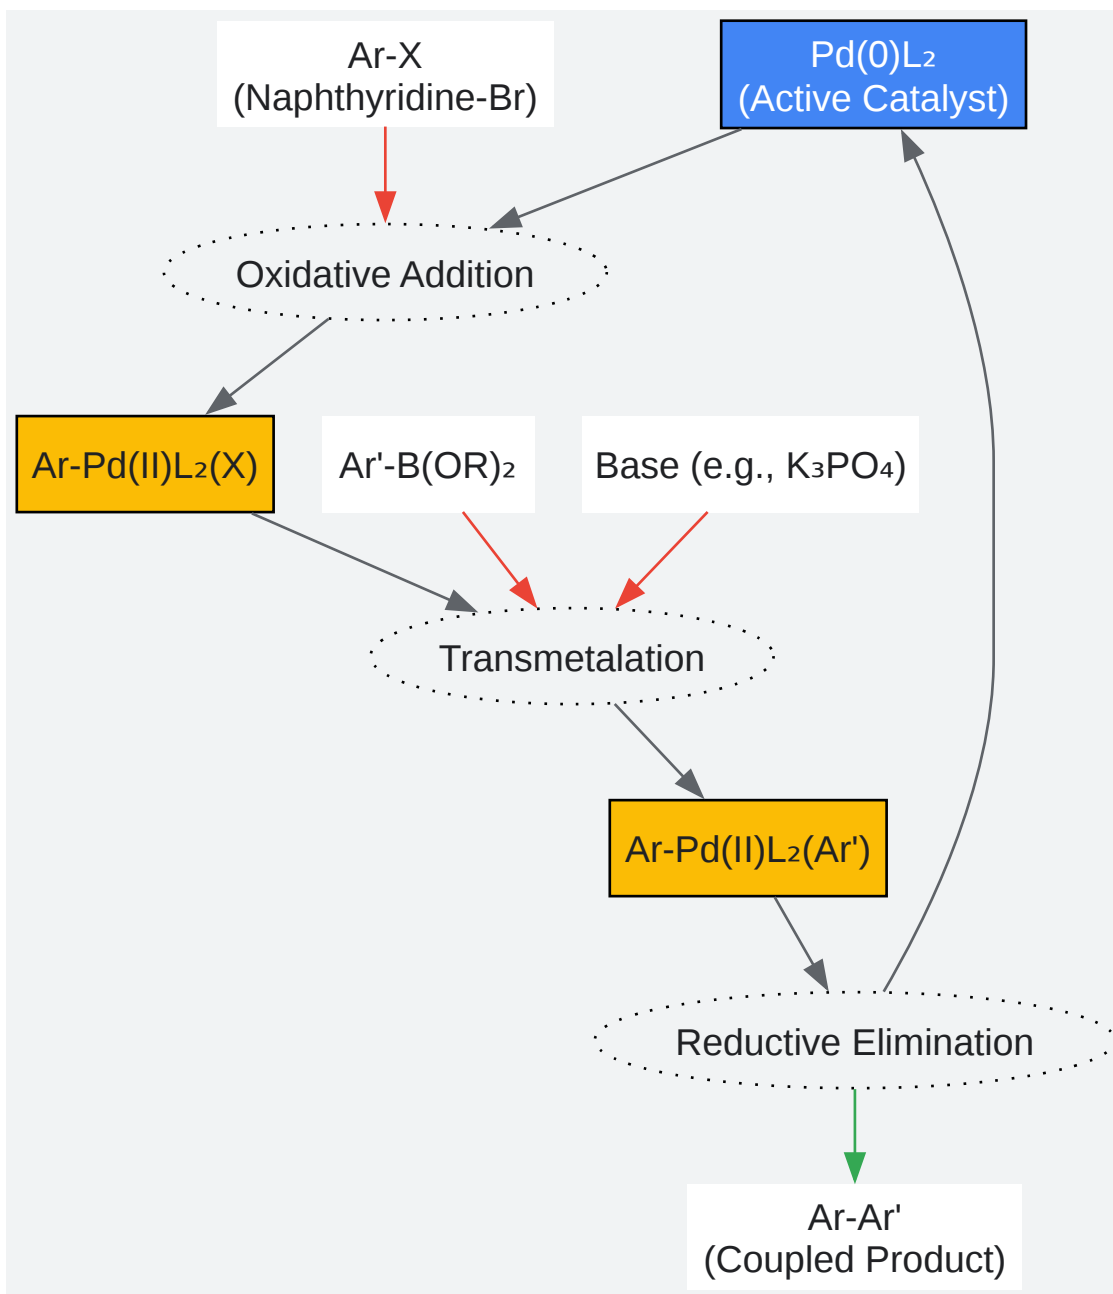 Ar-X
(Naphthyridine-Br)
Pd(0)L₂
(Active Catalyst)
Oxidative Addition
Ar-Pd(II)L₂(X)
Ar'-B(OR)₂
Base (e.g., K₃PO₄)
Transmetalation
Ar-Pd(II)L₂(Ar')
Reductive Elimination
Ar-Ar'
(Coupled Product)